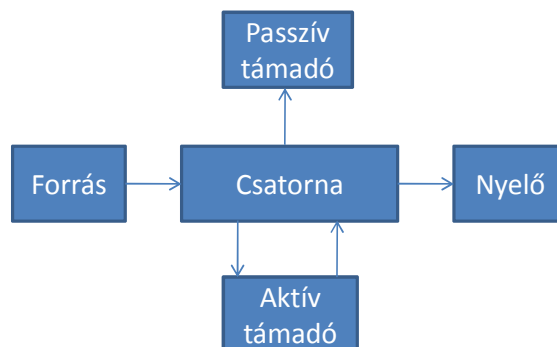 Passzív
támadó
Forrás
Csatorna
Nyelő
Aktív
támadó